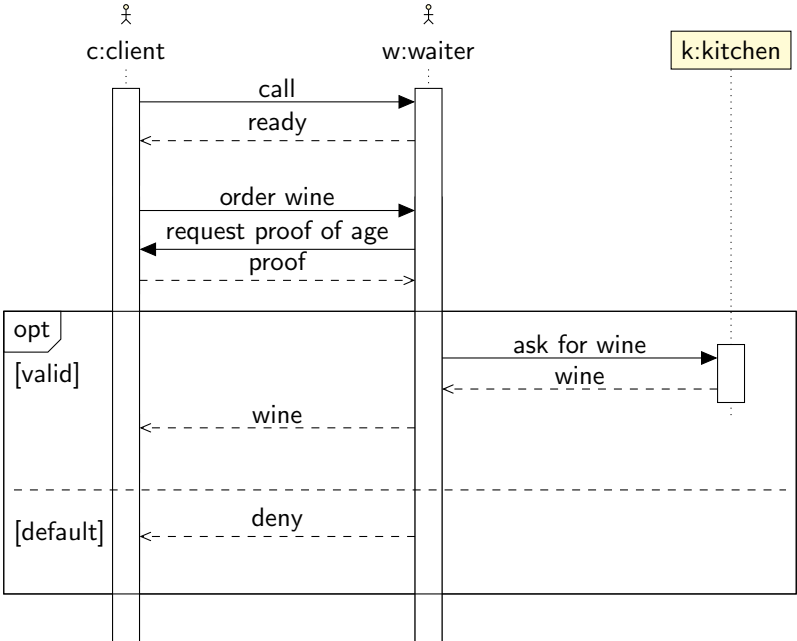 c:client
w:waiter
k:kitchen
call
ready
order wine
request proof of age
proof
opt
ask for wine
[valid]
wine
wine
[default]
deny